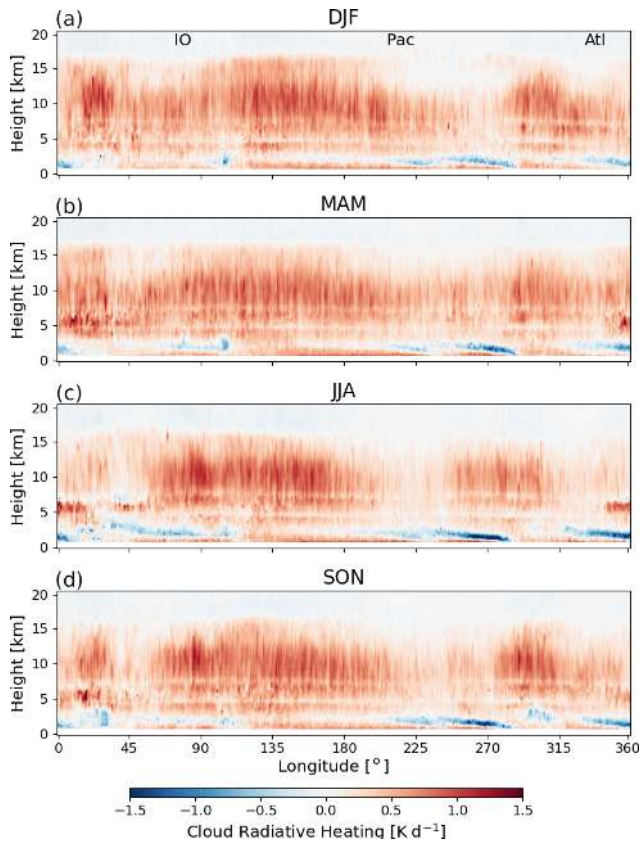 (a) DJF
IO Pac Atl
Height [km]
20
15
10
5
0
(b) MAM
Height [km]
20
15
10
5
0
(c) JJA
Height [km]
20
15
10
5
0
(d) SON
Height [km]
20
15
10
5
0
0 45 90 135 180 225 270 315 360
Longitude [°]
−1.5 −1.0 −0.5 0.0 0.5 1.0 1.5
Cloud Radiative Heating [K d⁻¹]